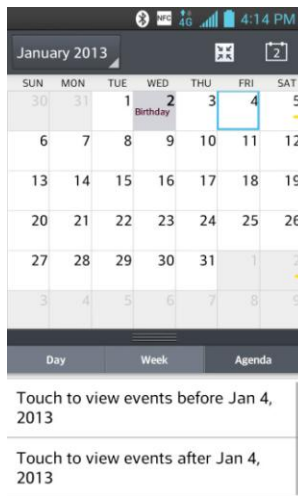 NFC 4G 4:14 PM
January 2013 2
SUN MON TUE WED THU FRI SAT
30 31 1 2 3 4 5
Birthday
6 7 8 9 10 11 12
13 14 15 16 17 18 19
20 21 22 23 24 25 26
27 28 29 30 31 1 2
3 4 5 6 7 8 9
Day Week Agenda
Touch to view events before Jan 4,
2013
Touch to view events after Jan 4,
2013